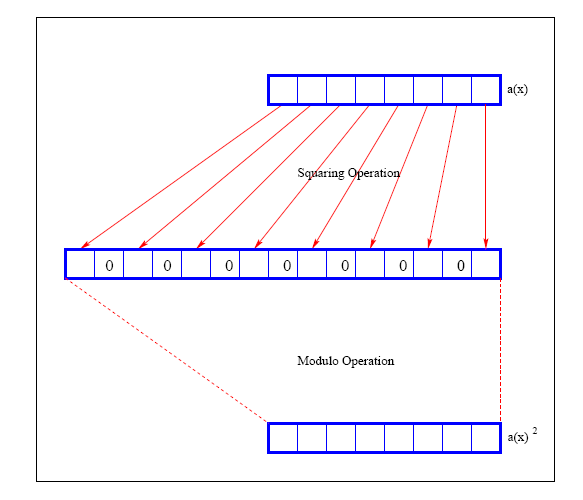 a(x)
Squaring Operation
0 0 0 0 0 0 0
Modulo Operation
a(x) 2